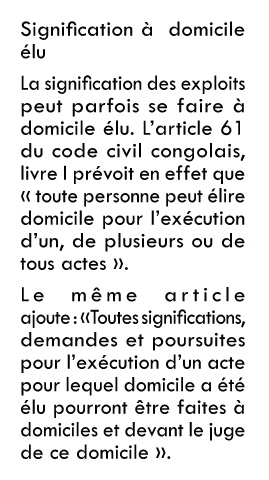 Signification à domicile
élu
La signification des exploits
peut parfois se faire à
domicile élu. L’article 61
du code civil congolais,
livre I prévoit en effet que
« toute personne peut élire
domicile pour l’exécution
d’un, de plusieurs ou de
tous actes ».
Le même article
ajoute : «Toutes significations,
demandes et poursuites
pour l’exécution d’un acte
pour lequel domicile a été
élu pourront être faites à
domiciles et devant le juge
de ce domicile ».